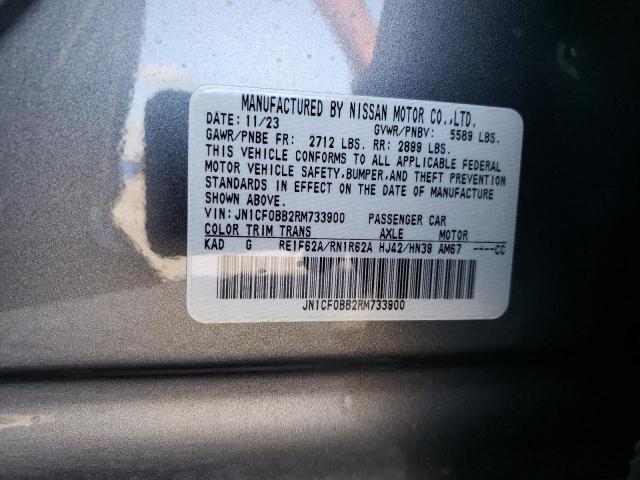 MANUFACTURED BY NISSAN MOTOR CO.,LTD.
DATE: 11/23 GVWR/PNBV: 5589 LBS.
GAWR/PNBE FR: 2712 LBS. RR: 2899 LBS.
THIS VEHICLE CONFORMS TO ALL APPLICABLE FEDERAL
MOTOR VEHICLE SAFETY,BUMPER,AND THEFT PREVENTION
STANDARDS IN EFFECT ON THE DATE OF MANUFACTURE
SHOWN ABOVE.
VIN: JN1CF0BB2RM733900 PASSENGER CAR
COLOR TRIM TRANS AXLE MOTOR
KAD G RE1F62A/RN1R62A HJ42/HN39 AM67 ----CC
JN1CF0BB2RM733900